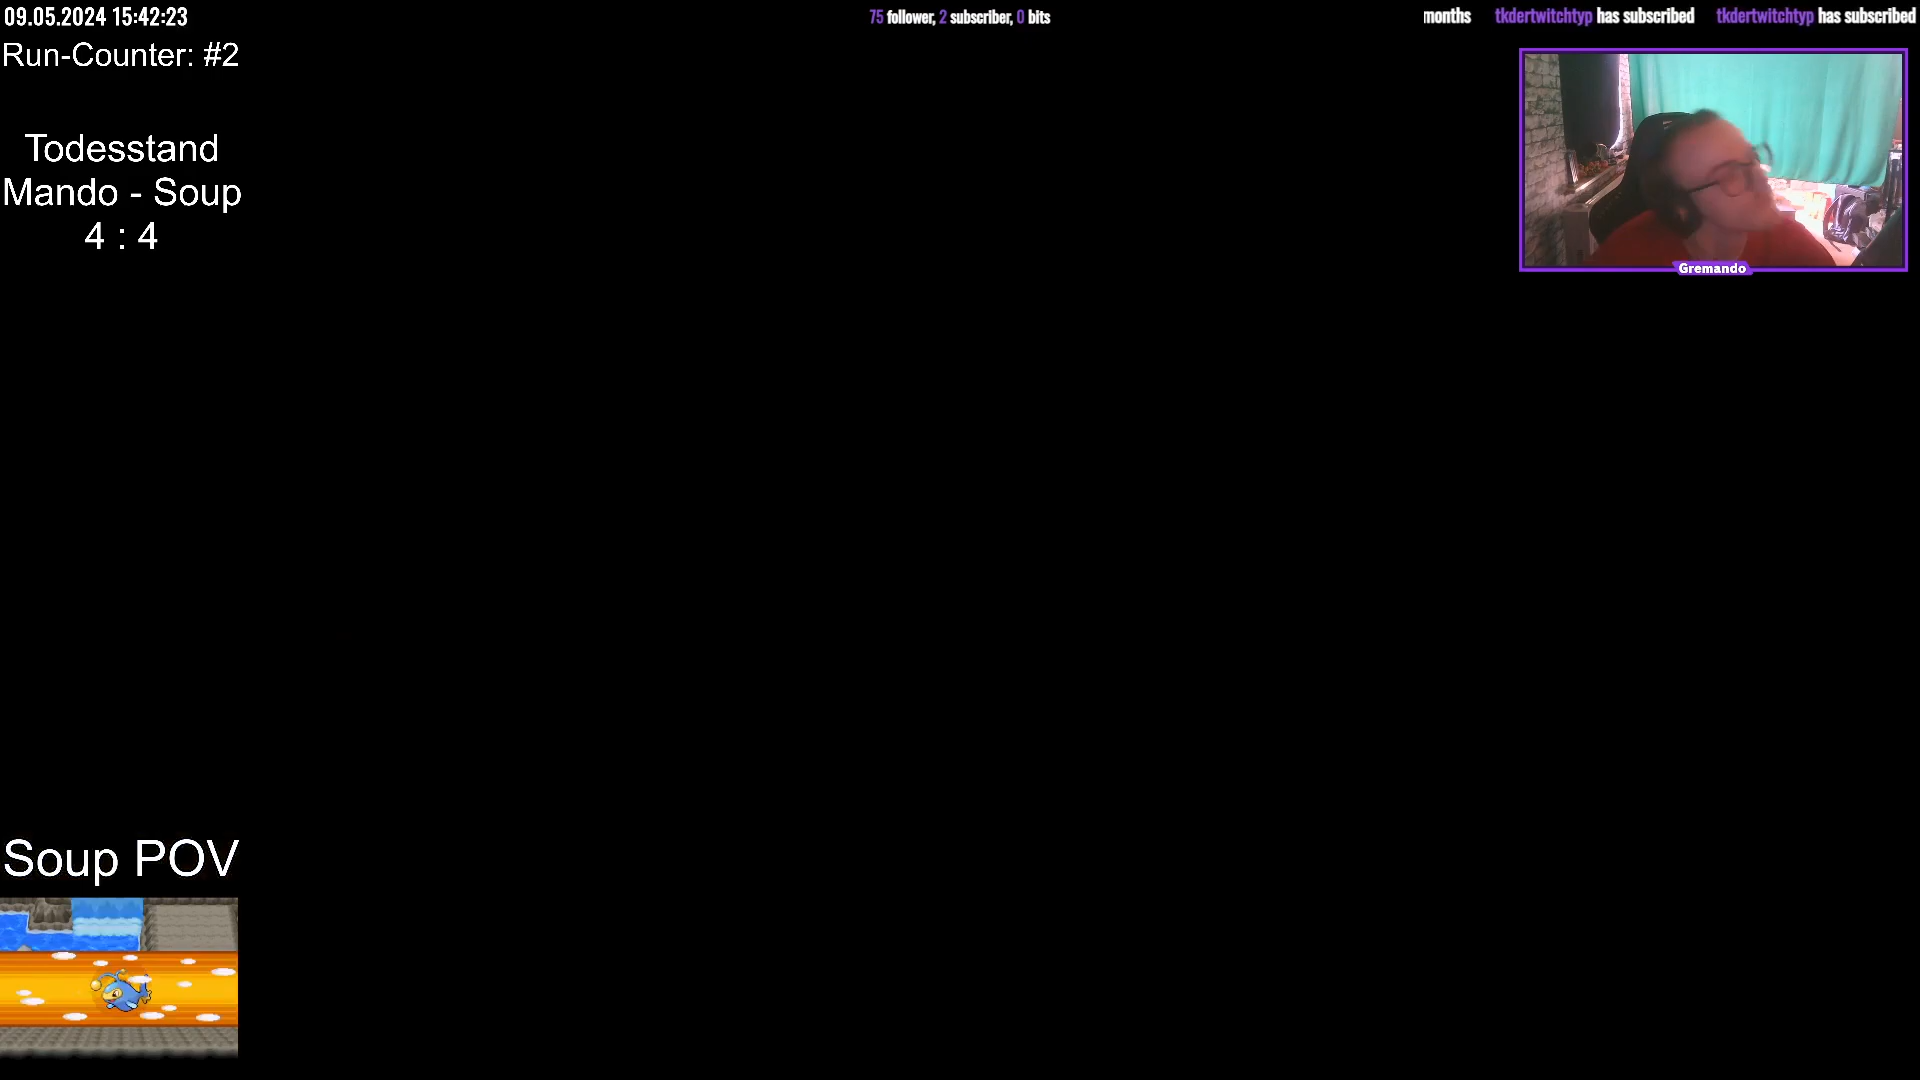 09.05.2024 15:42:23
75 follower, 2 subscriber, 0 bits
months tkdertwitchtyp has subscribed tkdertwitchtyp has subscribed
Run-Counter: #2
Todesstand
Mando - Soup
4 : 4
Gremando
Soup POV